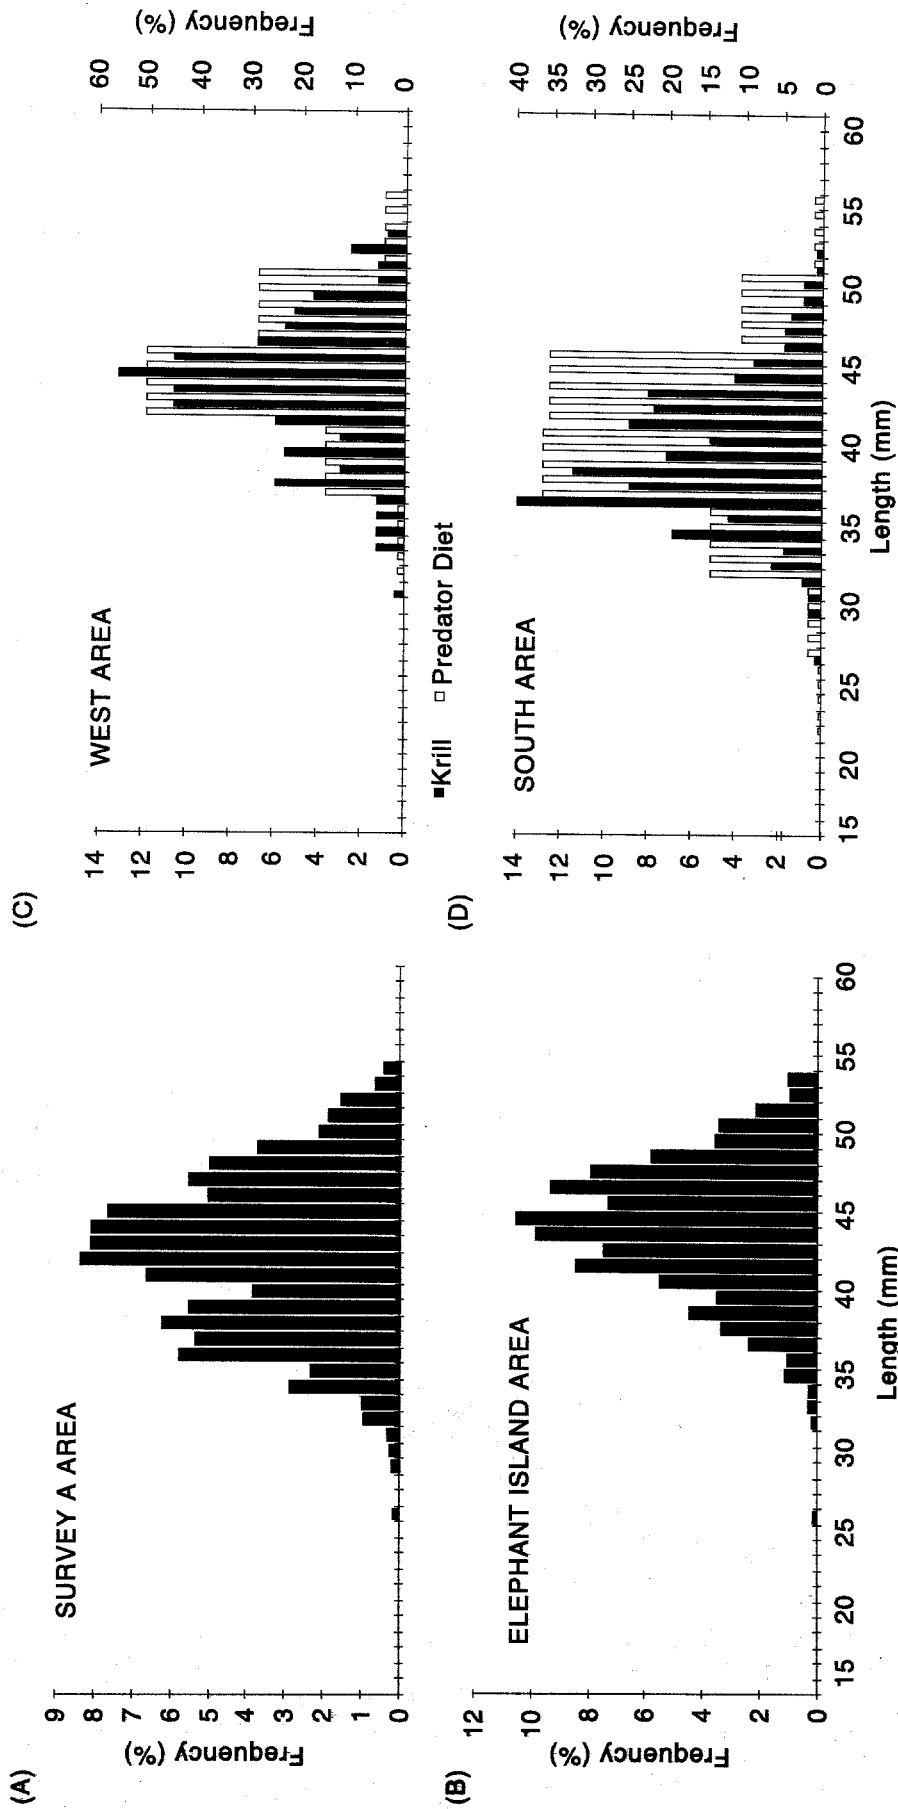 (A)
SURVEY A AREA
Frequency (%)
9
8
7
6
5
4
3
2
1
0
(B)
ELEPHANT ISLAND AREA
Frequency (%)
12
10
8
6
4
2
0
15 20 25 30 35 40 45 50 55 60
Length (mm)
(C)
WEST AREA
14
12
10
8
6
4
2
0
60
50
40
30
20
10
0
Frequency (%)
Krill Predator Diet
(D)
SOUTH AREA
14
12
10
8
6
4
2
0
40
35
30
25
20
15
10
5
0
Frequency (%)
15 20 25 30 35 40 45 50 55 60
Length (mm)